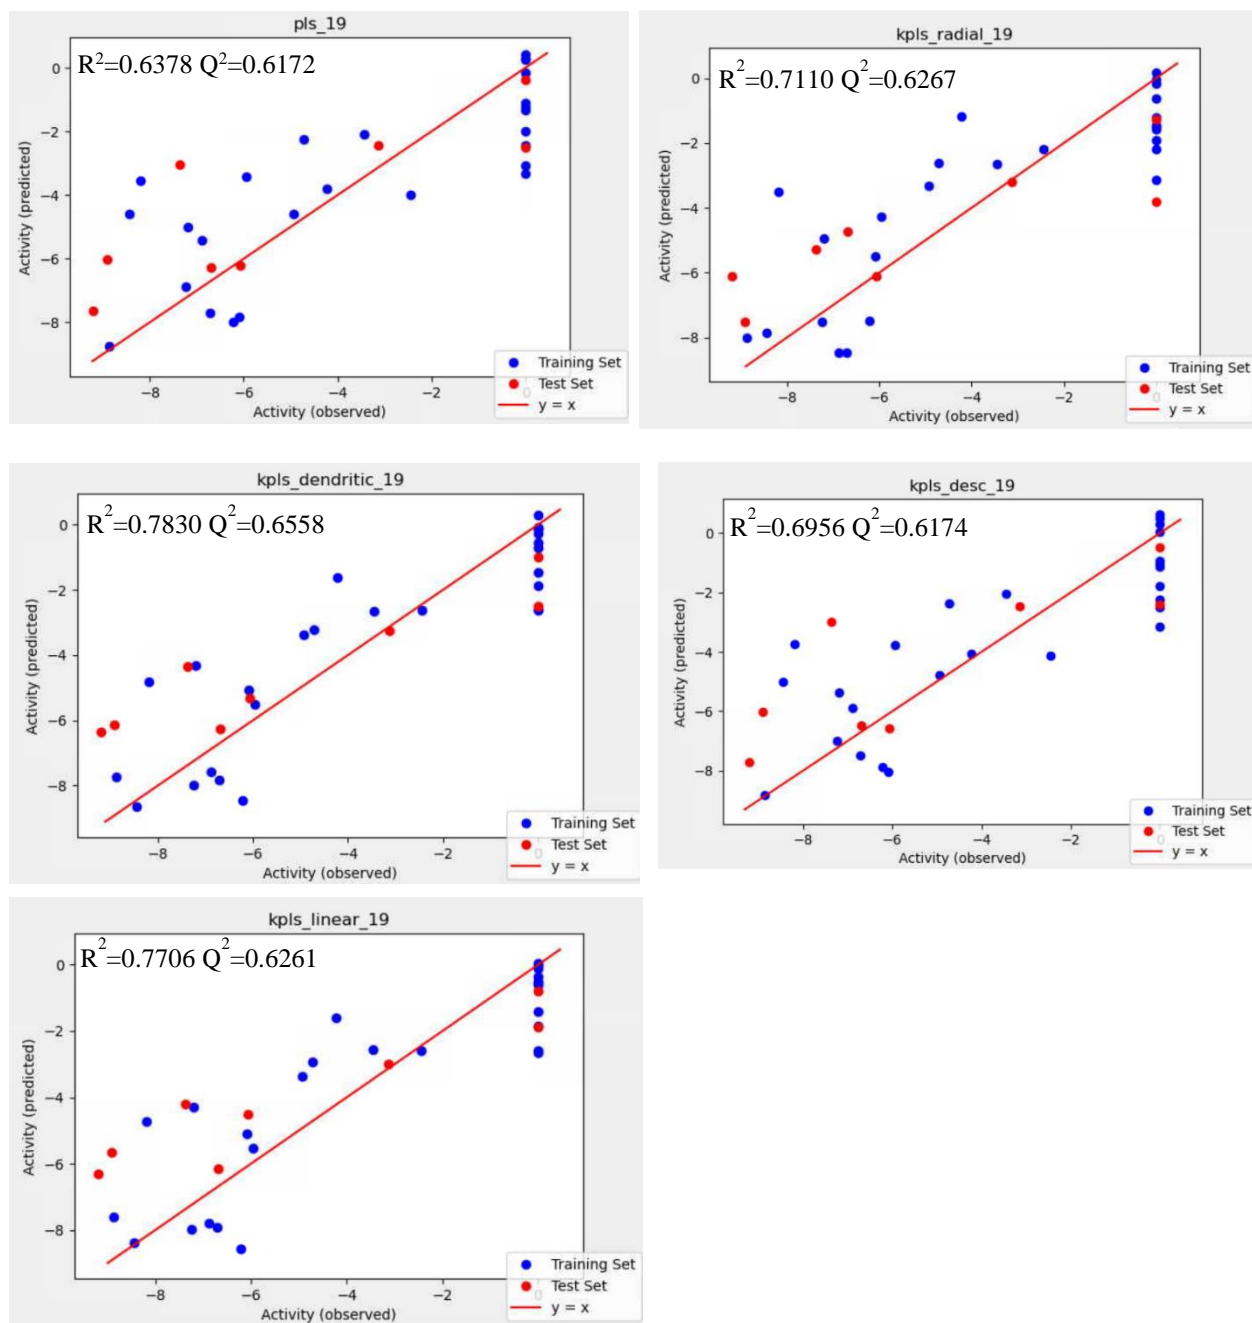 pls_19
R²=0.6378 Q²=0.6172
Activity (predicted)
0
−2
−4
−6
−8
−8 −6 −4 −2 0
Activity (observed)
Training Set
Test Set
y = x
kpls_radial_19
R²=0.7110 Q²=0.6267
Activity (predicted)
0
−2
−4
−6
−8
−8 −6 −4 −2 0
Activity (observed)
Training Set
Test Set
y = x
kpls_dendritic_19
R²=0.7830 Q²=0.6558
Activity (predicted)
0
−2
−4
−6
−8
−8 −6 −4 −2 0
Activity (observed)
Training Set
Test Set
y = x
kpls_desc_19
R²=0.6956 Q²=0.6174
Activity (predicted)
0
−2
−4
−6
−8
−8 −6 −4 −2 0
Activity (observed)
Training Set
Test Set
y = x
kpls_linear_19
R²=0.7706 Q²=0.6261
Activity (predicted)
0
−2
−4
−6
−8
−8 −6 −4 −2 0
Activity (observed)
Training Set
Test Set
y = x